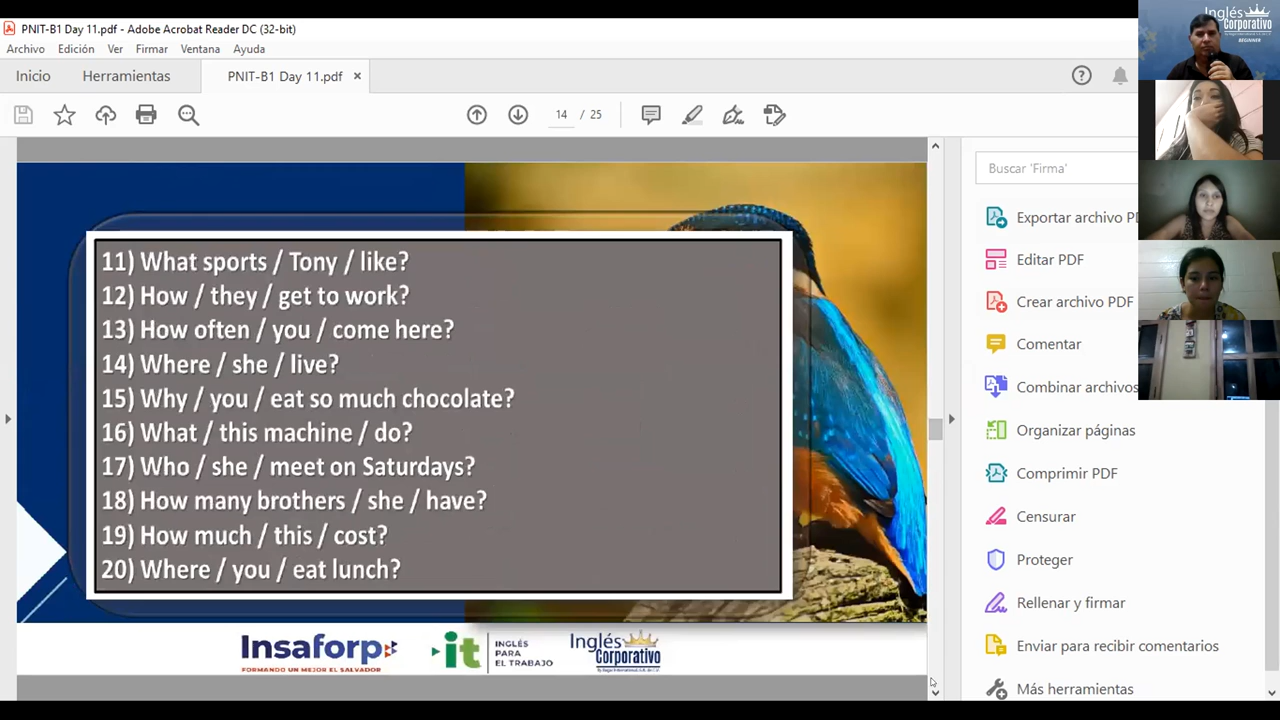 PNIT-B1 Day 11.pdf - Adobe Acrobat Reader DC (32-bit)
Archivo Edición Ver Firmar Ventana Ayuda
Inicio Herramientas PNIT-B1 Day 11.pdf ×
14 / 25
Buscar 'Firma'
11) What sports / Tony / like?
12) How / they / get to work?
13) How often / you / come here?
14) Where / she / live?
15) Why / you / eat so much chocolate?
16) What / this machine / do?
17) Who / she / meet on Saturdays?
18) How many brothers / she / have?
19) How much / this / cost?
20) Where / you / eat lunch?
Insaforp
FORMANDO UN MEJOR EL SALVADOR
it
INGLÉS
PARA
EL TRABAJO
Inglés
Corporativo
Exportar archivo PD
Editar PDF
Crear archivo PDF
Comentar
Combinar archivos
Organizar páginas
Comprimir PDF
Censurar
Proteger
Rellenar y firmar
Enviar para recibir comentarios
Más herramientas
Inglés
Corporativo
BEGINNER